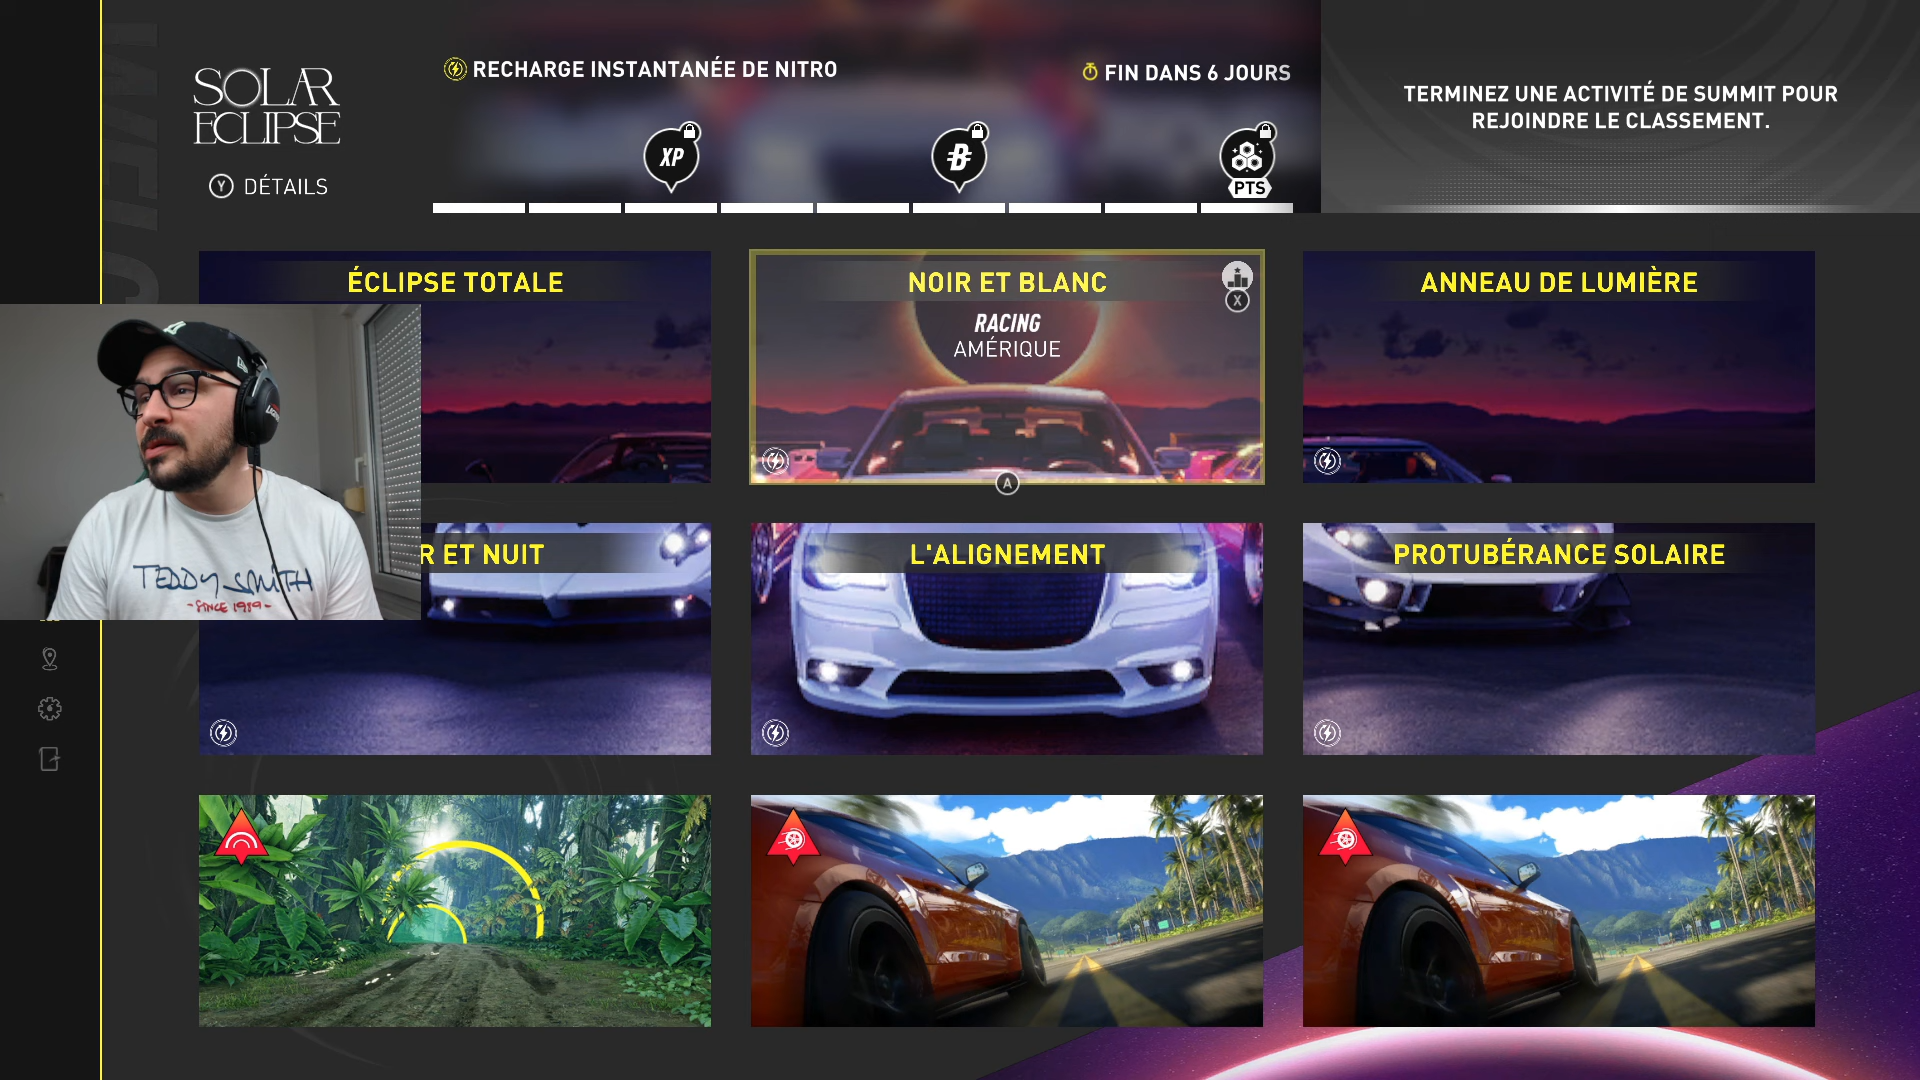 SOLAR
ECLIPSE
Y DÉTAILS
RECHARGE INSTANTANÉE DE NITRO
FIN DANS 6 JOURS
XP
PTS
TERMINEZ UNE ACTIVITÉ DE SUMMIT POUR
REJOINDRE LE CLASSEMENT.
ÉCLIPSE TOTALE
NOIR ET BLANC
X
RACING
AMÉRIQUE
A
ANNEAU DE LUMIÈRE
R ET NUIT
L'ALIGNEMENT
PROTUBÉRANCE SOLAIRE
TEDDY SMITH
- SINCE 1989 -